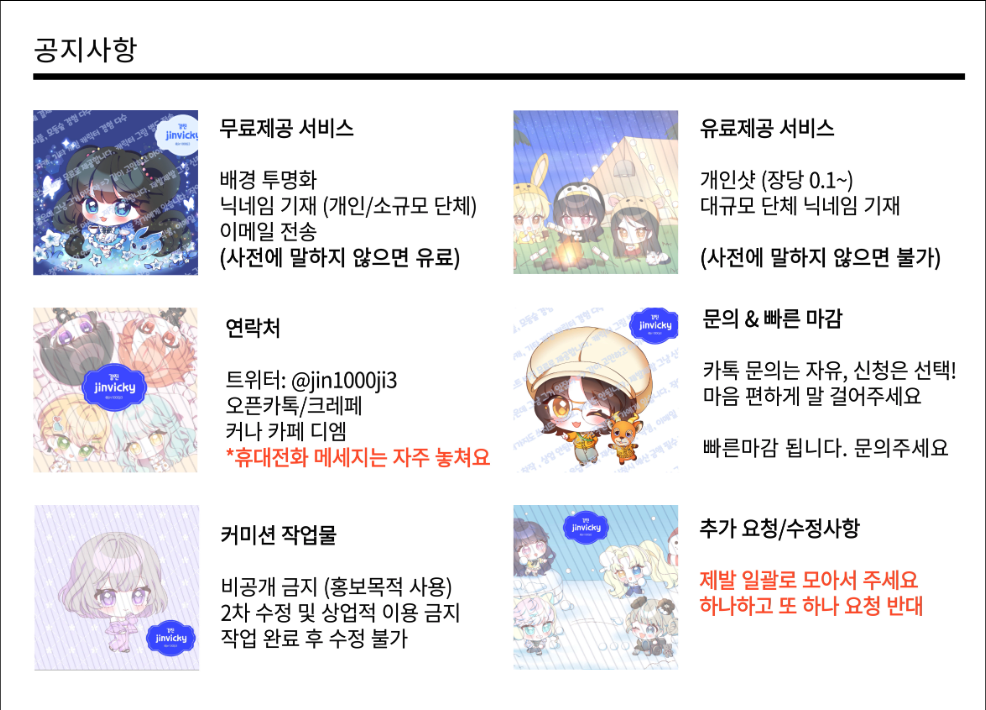 공지사항
무료제공 서비스
배경 투명화
닉네임 기재 (개인/소규모 단체)
이메일 전송
(사전에 말하지 않으면 유료)
유료제공 서비스
개인샷 (장당 0.1~)
대규모 단체 닉네임 기재
(사전에 말하지 않으면 불가)
연락처
트위터: @jin1000ji3
오픈카톡/크레페
커나 카페 디엠
*휴대전화 메세지는 자주 놓쳐요
문의 & 빠른 마감
카톡 문의는 자유, 신청은 선택!
마음 편하게 말 걸어주세요
빠른마감 됩니다. 문의주세요
커미션 작업물
비공개 금지 (홍보목적 사용)
2차 수정 및 상업적 이용 금지
작업 완료 후 수정 불가
추가 요청/수정사항
제발 일괄로 모아서 주세요
하나하고 또 하나 요청 반대
jinvicky
jinvicky
jinvicky
jinvicky
jinvicky